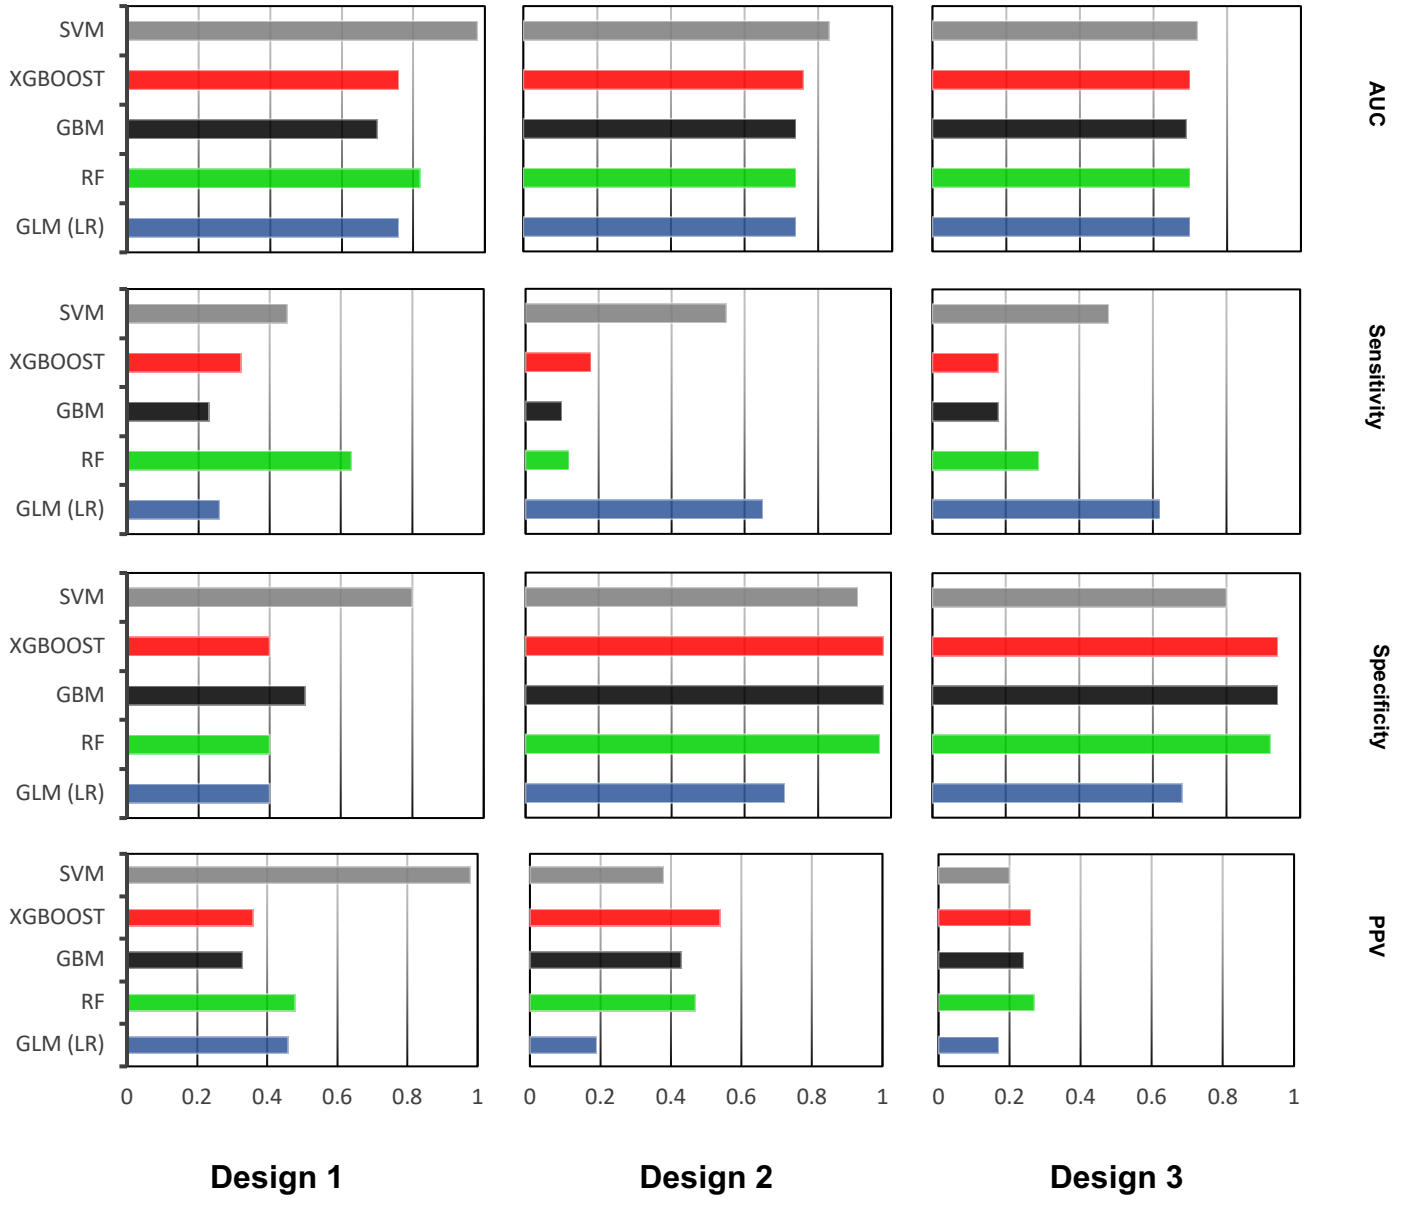 SVM
XGBOOST
GBM
RF
GLM (LR)
AUC
SVM
XGBOOST
GBM
RF
GLM (LR)
Sensitivity
SVM
XGBOOST
GBM
RF
GLM (LR)
Specificity
SVM
XGBOOST
GBM
RF
GLM (LR)
PPV
0 0.2 0.4 0.6 0.8 1 0 0.2 0.4 0.6 0.8 1 0 0.2 0.4 0.6 0.8 1
Design 1 Design 2 Design 3